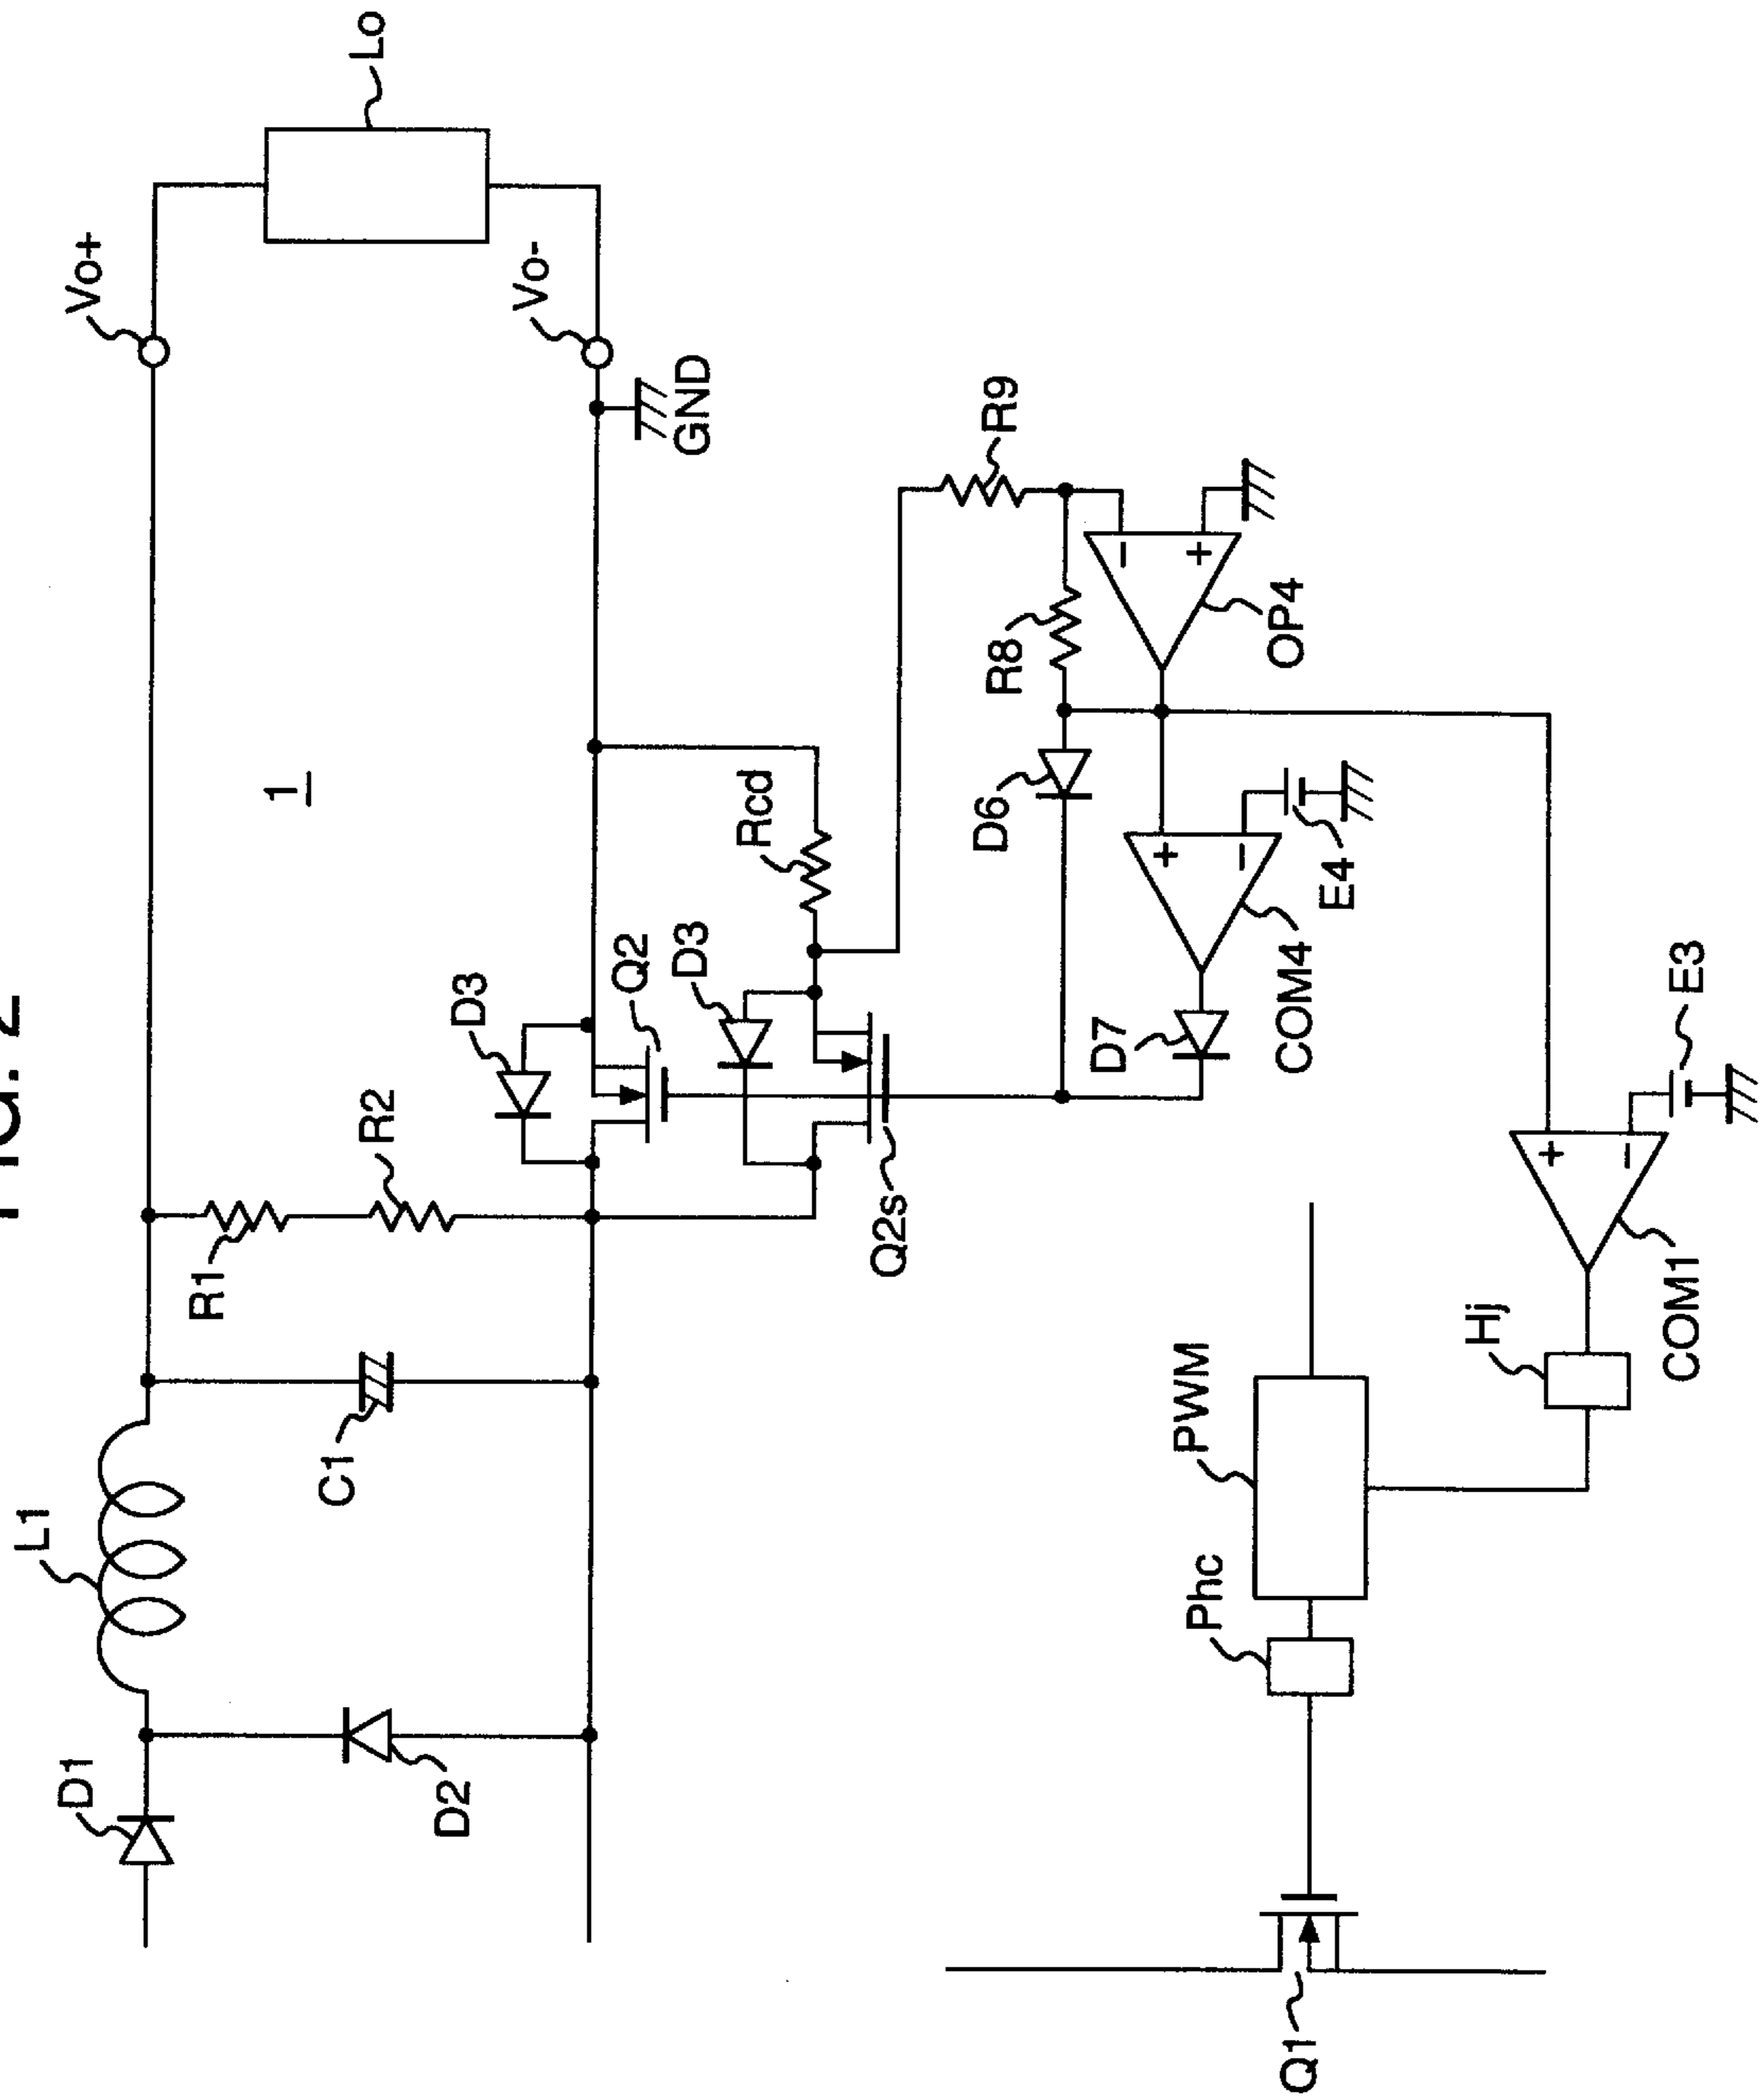 FIG. 2
1
Vo+
Lo
Vo-
GND
L1
D1
D2
C1
R1
R2
D3
Q2
D3
Rcd
Q2s
R9
R8
D6
OP4
D7
COM4
E4
+
-
+
-
+
-
E3
COM1
Hj
PWM
Phc
Q1